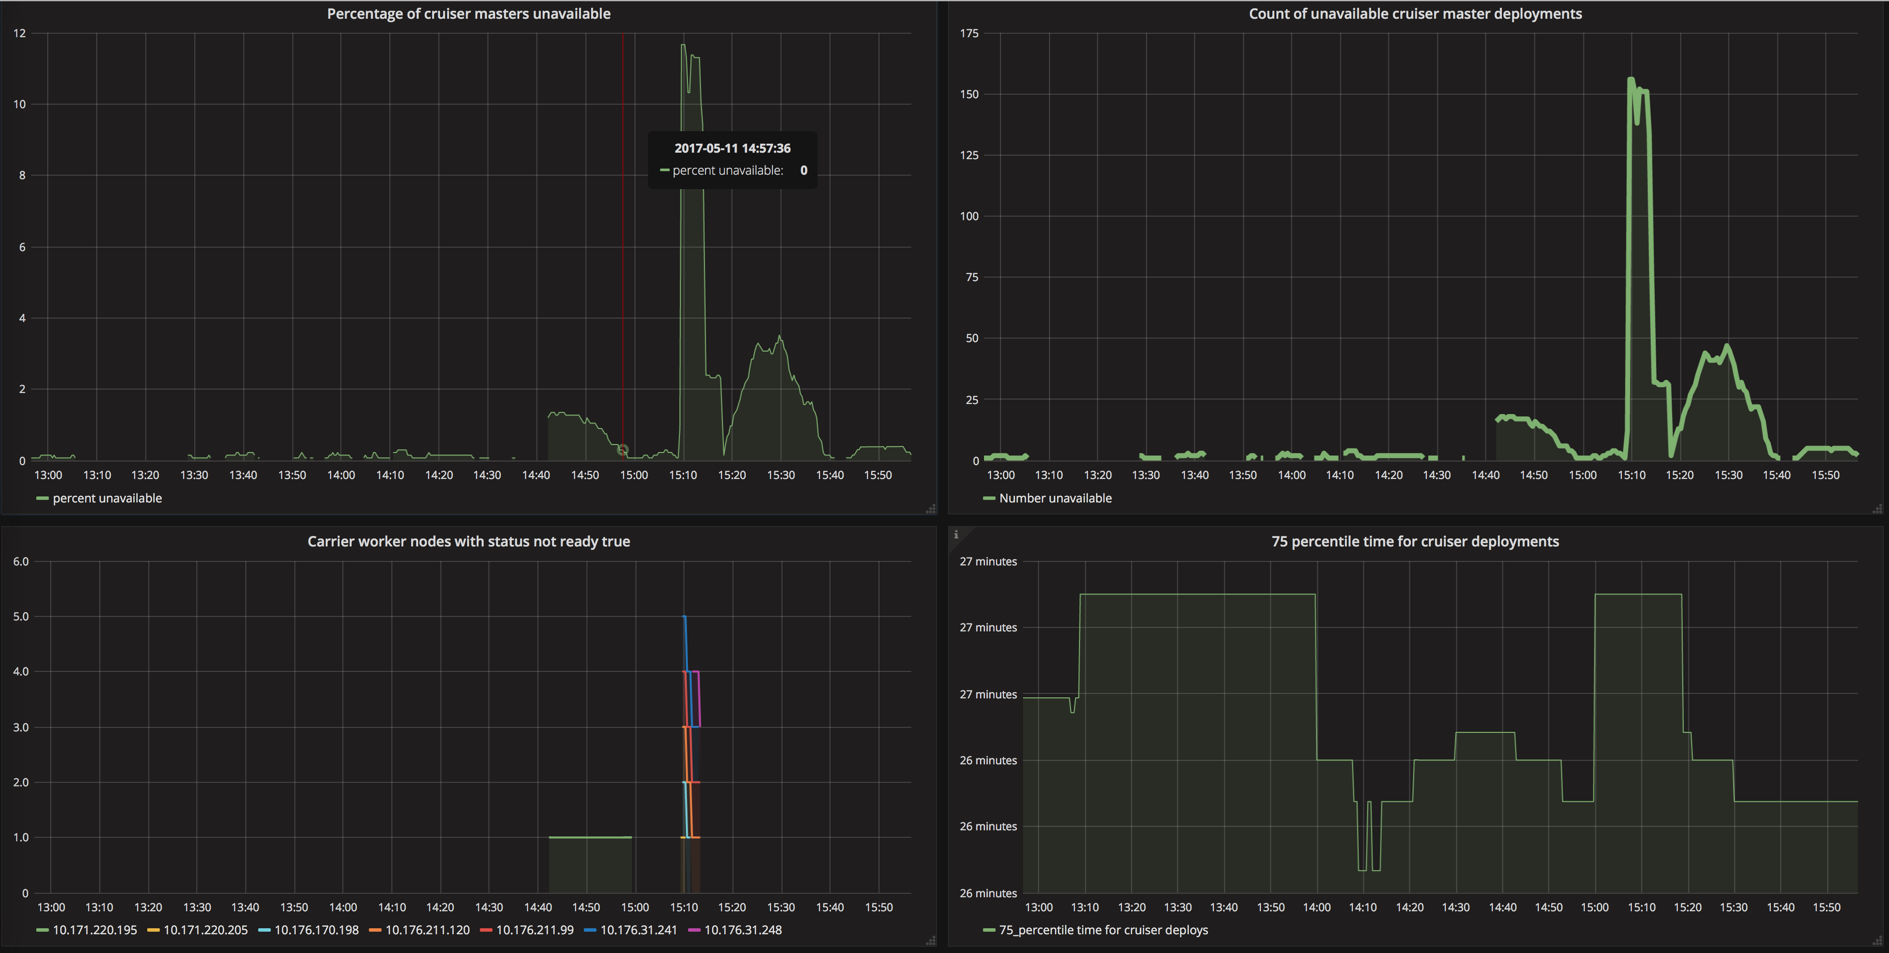 Percentage of cruiser masters unavailable
12
10
8
6
4
2
0
2017-05-11 14:57:36
percent unavailable: 0
13:00 13:10 13:20 13:30 13:40 13:50 14:00 14:10 14:20 14:30 14:40 14:50 15:00 15:10 15:20 15:30 15:40 15:50
percent unavailable
Count of unavailable cruiser master deployments
175
150
125
100
75
50
25
0
13:00 13:10 13:20 13:30 13:40 13:50 14:00 14:10 14:20 14:30 14:40 14:50 15:00 15:10 15:20 15:30 15:40 15:50
Number unavailable
Carrier worker nodes with status not ready true
6.0
5.0
4.0
3.0
2.0
1.0
0
13:00 13:10 13:20 13:30 13:40 13:50 14:00 14:10 14:20 14:30 14:40 14:50 15:00 15:10 15:20 15:30 15:40 15:50
10.171.220.195 10.171.220.205 10.176.170.198 10.176.211.120 10.176.211.99 10.176.31.241 10.176.31.248
i
75 percentile time for cruiser deployments
27 minutes
27 minutes
27 minutes
26 minutes
26 minutes
26 minutes
13:00 13:10 13:20 13:30 13:40 13:50 14:00 14:10 14:20 14:30 14:40 14:50 15:00 15:10 15:20 15:30 15:40 15:50
75_percentile time for cruiser deploys